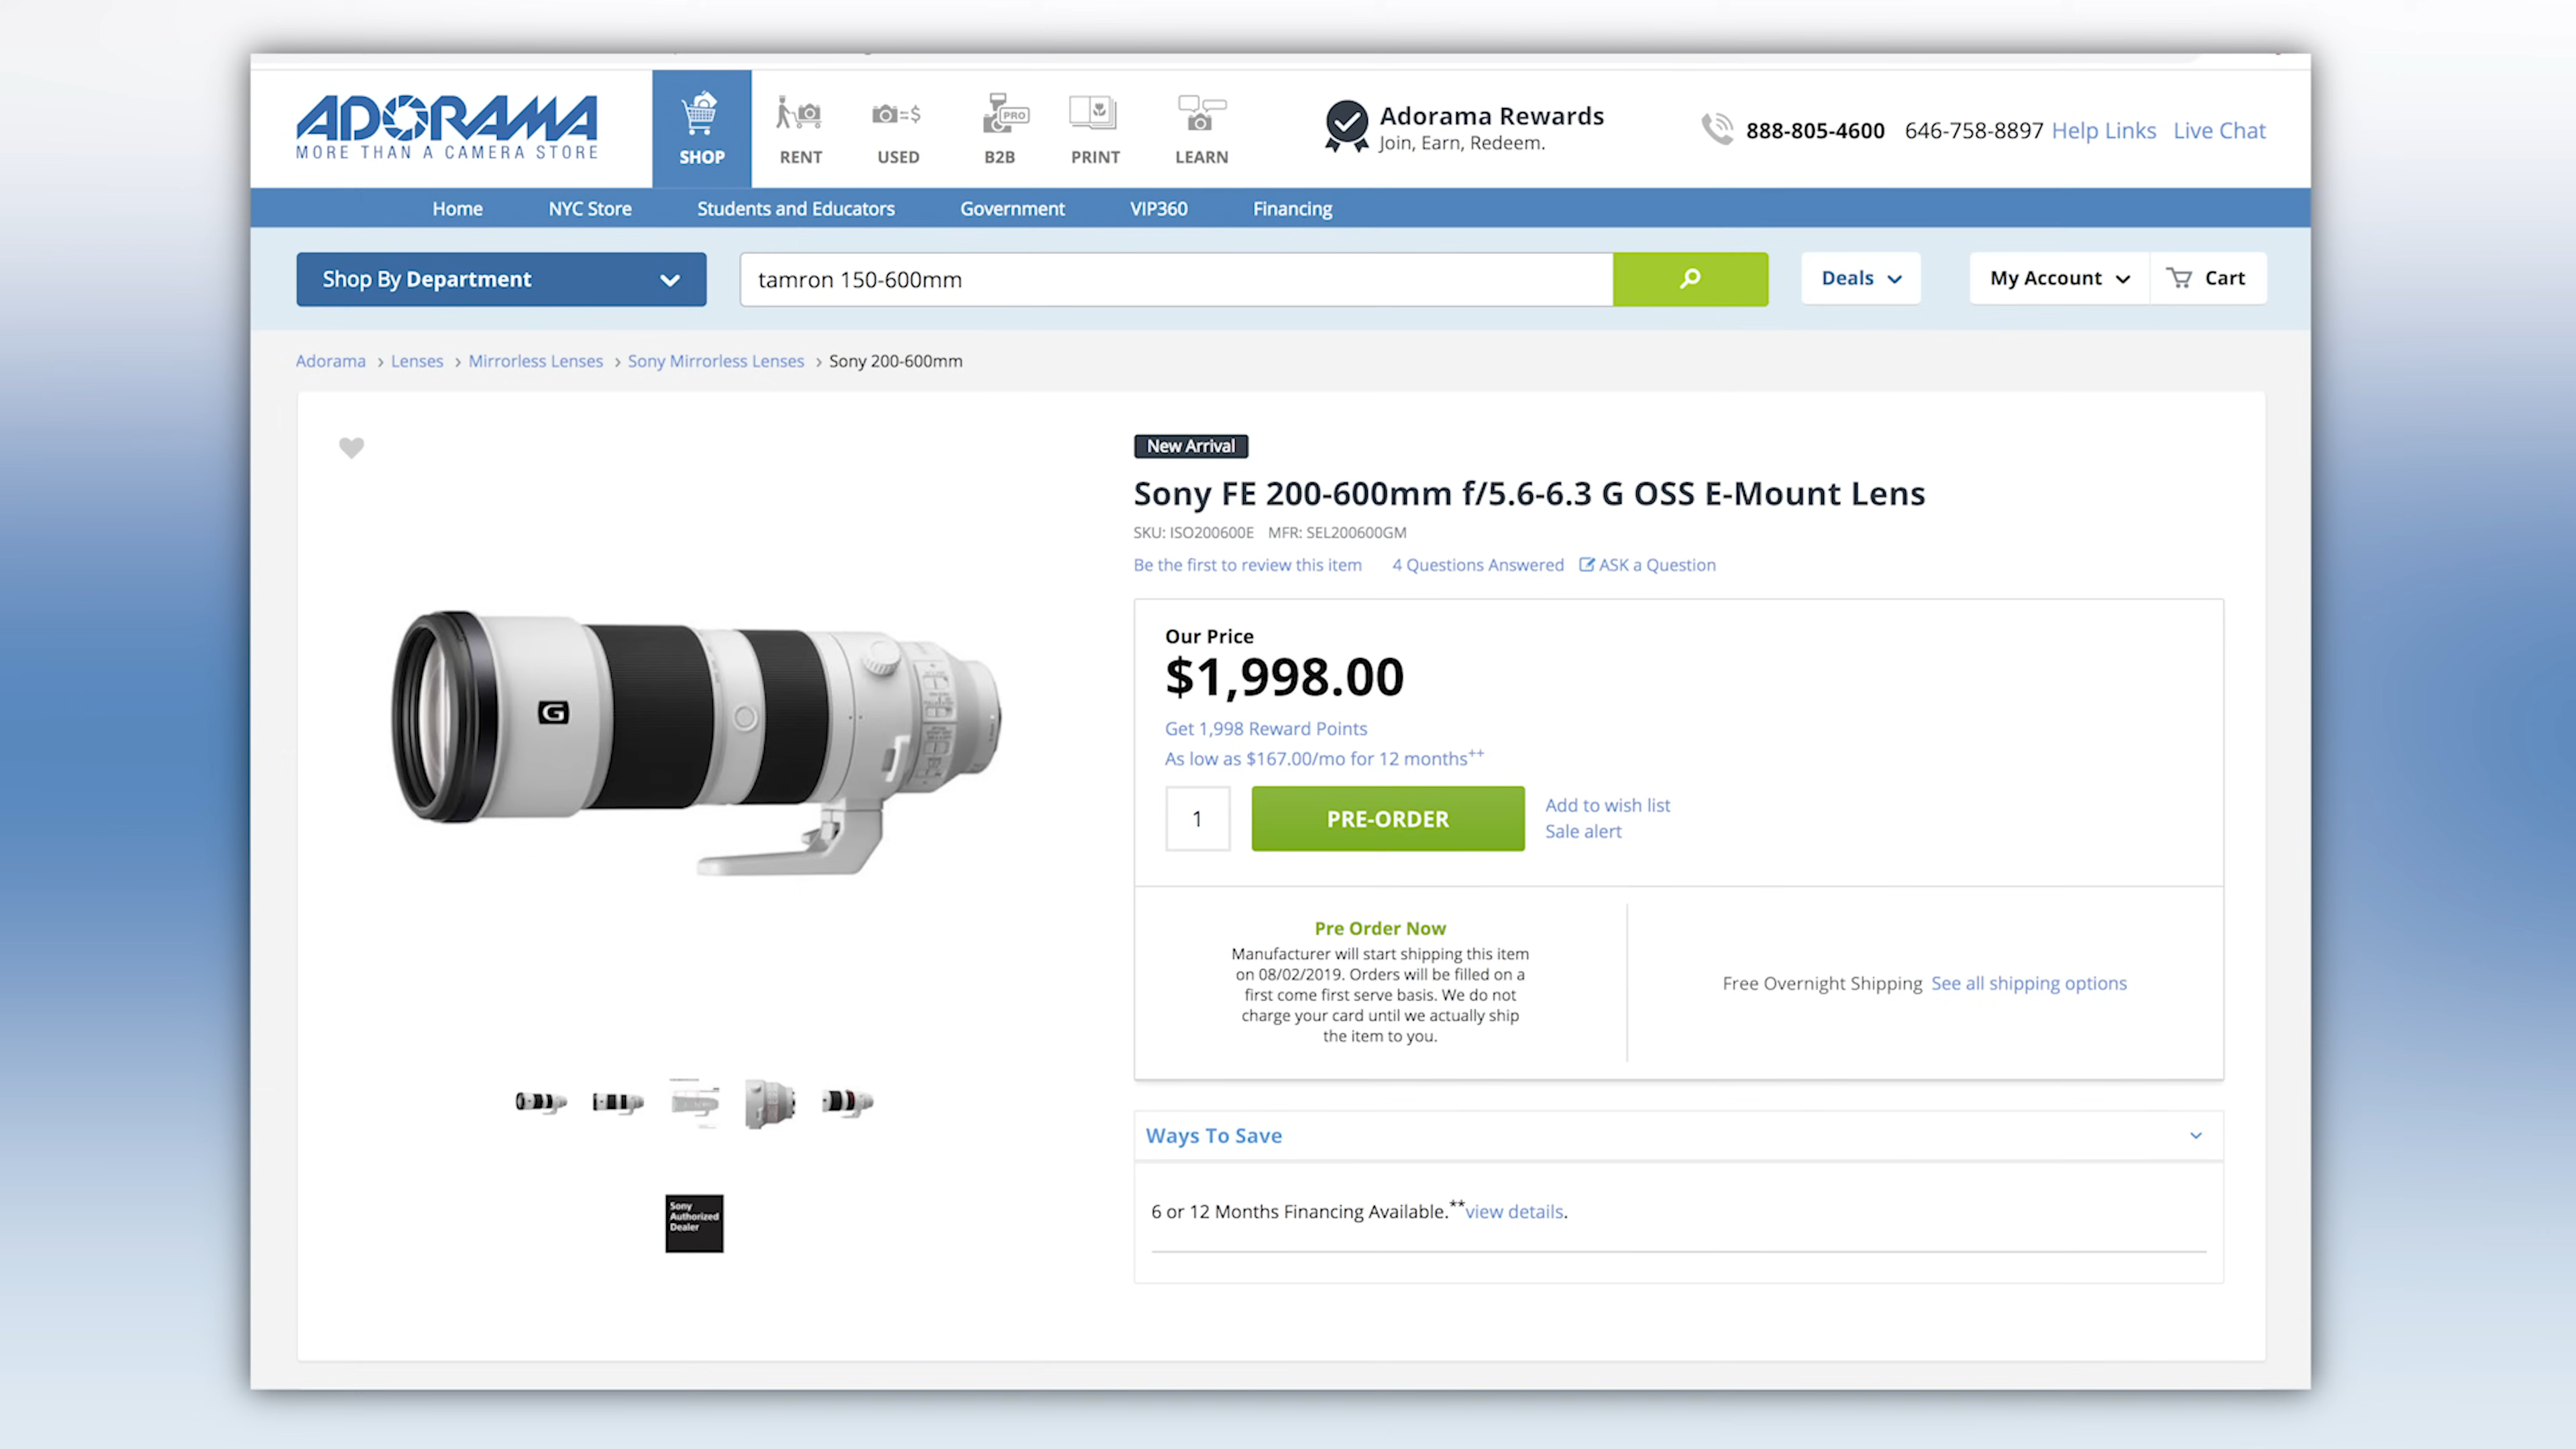 ADORAMA
MORE THAN A CAMERA STORE
SHOP
RENT
=$
USED
PRO
B2B
PRINT
LEARN
Adorama Rewards
Join, Earn, Redeem.
888-805-4600 646-758-8897 Help Links Live Chat
Home NYC Store Students and Educators Government VIP360 Financing
Shop By Department
tamron 150-600mm
Deals
My Account
Cart
Adorama > Lenses > Mirrorless Lenses > Sony Mirrorless Lenses > Sony 200-600mm
New Arrival
Sony FE 200-600mm f/5.6-6.3 G OSS E-Mount Lens
SKU: ISO200600E MFR: SEL200600GM
Be the first to review this item 4 Questions Answered ASK a Question
G
Our Price
$1,998.00
Get 1,998 Reward Points
As low as $167.00/mo for 12 months++
1
PRE-ORDER
Add to wish list
Sale alert
Pre Order Now
Manufacturer will start shipping this item
on 08/02/2019. Orders will be filled on a
first come first serve basis. We do not
charge your card until we actually ship
the item to you.
Free Overnight Shipping See all shipping options
Ways To Save
6 or 12 Months Financing Available.**view details.
Sony
Authorized
Dealer